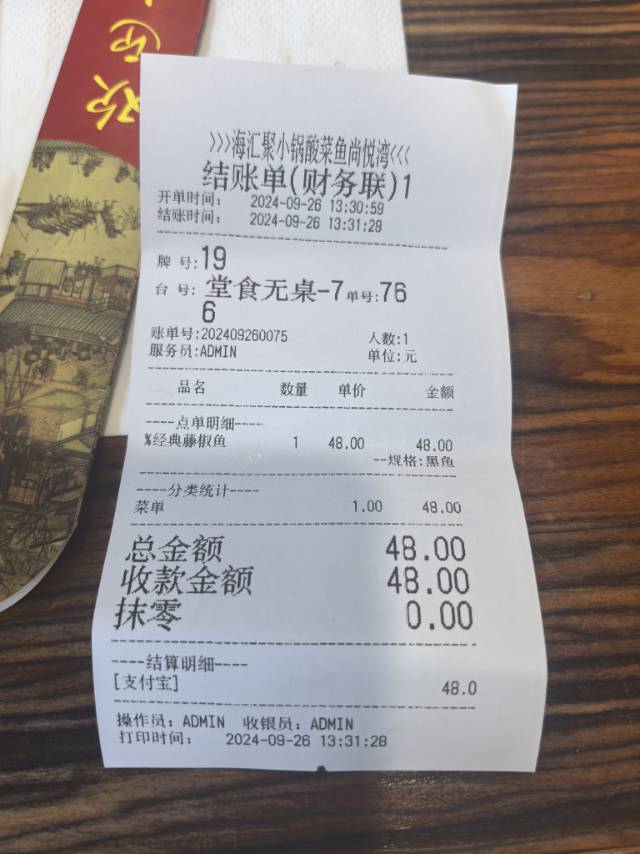 欢
>>>海汇聚小锅酸菜鱼尚悦湾<<<
结账单(财务联)1
开单时间: 2024-09-26 13:30:59
结账时间: 2024-09-26 13:31:28
牌 号:19
台 号: 堂食无桌-7 单号:76
6
账单号:202409260075 人数:1
服务员:ADMIN 单位:元
品名 数量 单价 金额
----点单明细----
%经典藤椒鱼 1 48.00 48.00
--规格:黑鱼
----分类统计----
菜单 1.00 48.00
总金额 48.00
收款金额 48.00
抹零 0.00
----结算明细----
[支付宝] 48.0
操作员: ADMIN 收银员: ADMIN
打印时间: 2024-09-26 13:31:28